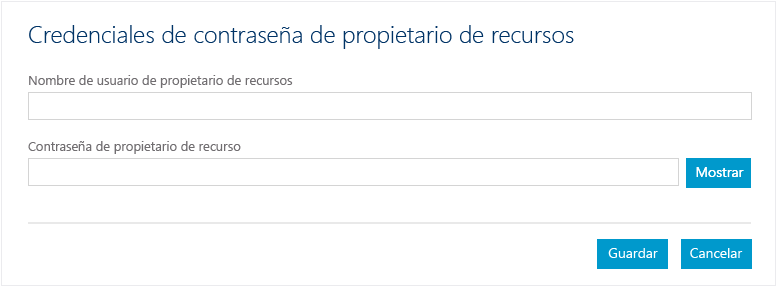 Credenciales de contraseña de propietario de recursos
Nombre de usuario de propietario de recursos
Contraseña de propietario de recurso
Mostrar
Guardar Cancelar